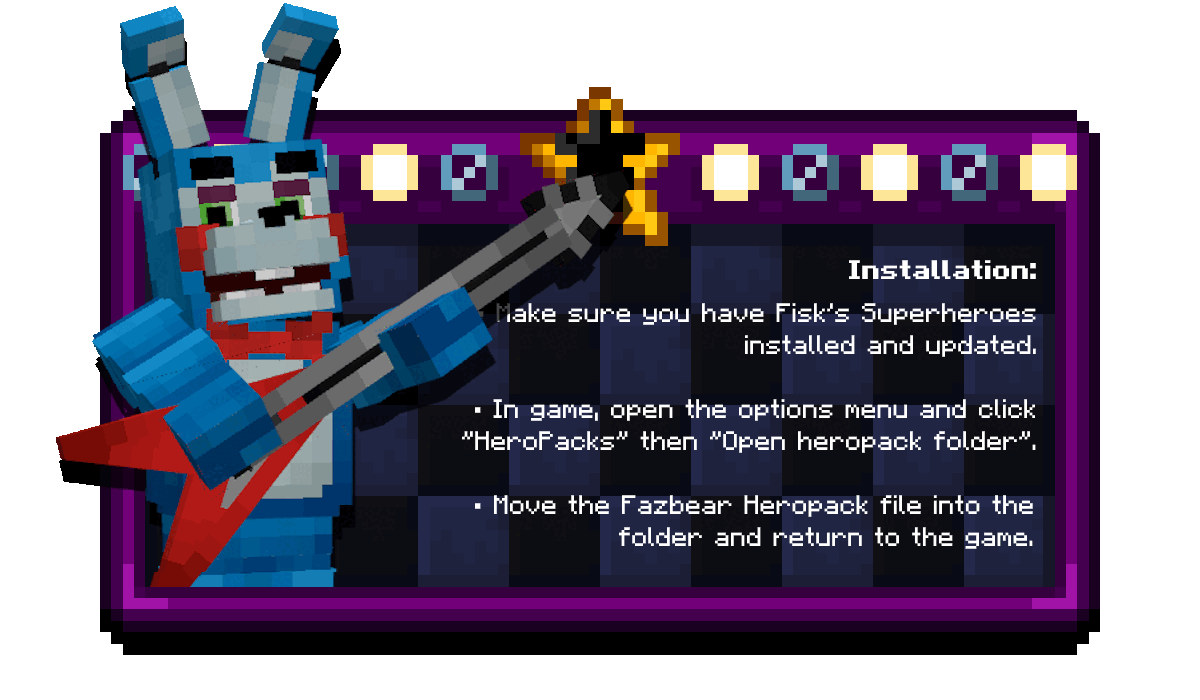 Installation:
• Make sure you have Fisk's Superheroes
installed and updated.
• In game, open the options menu and click
"HeroPacks" then "Open heropack folder".
• Move the Fazbear Heropack file into the
folder and return to the game.